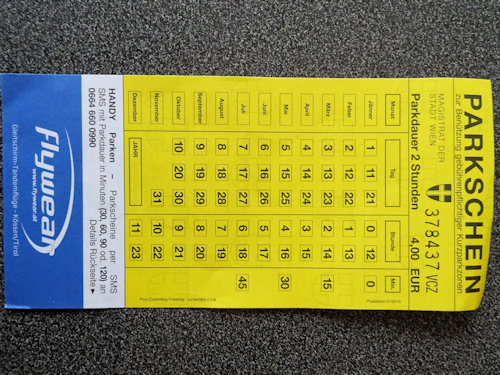 PARKSCHEIN
zur Benützung gebührenpflichtiger Kurzparkzonen
MAGISTRAT DER
STADT WIEN
378437 VCZ
Parkdauer 2 Stunden 4,00 EUR
Monat Tag Stunde Min.
Jänner 1 11 21 0 12 0
Feber 2 12 22 1 13
März 3 13 23 2 14 15
April 4 14 24 3 15
Mai 5 15 25 4 16 30
Juni 6 16 26 5 17
Juli 7 17 27 6 18 45
August 8 18 28 7 19
September 9 19 29 8 20
Oktober 10 20 30 9 21
November 31 10 22
Dezember JAHR 11 23
HANDY Parken – Parkscheine per SMS
SMS mit Parkdauer in Minuten (30, 60, 90 od. 120) an
0664 660 0990 Details Rückseite ►
flywear
www.flywear.at
Gleitschirm-Tandemflüge • Kössen/Tirol